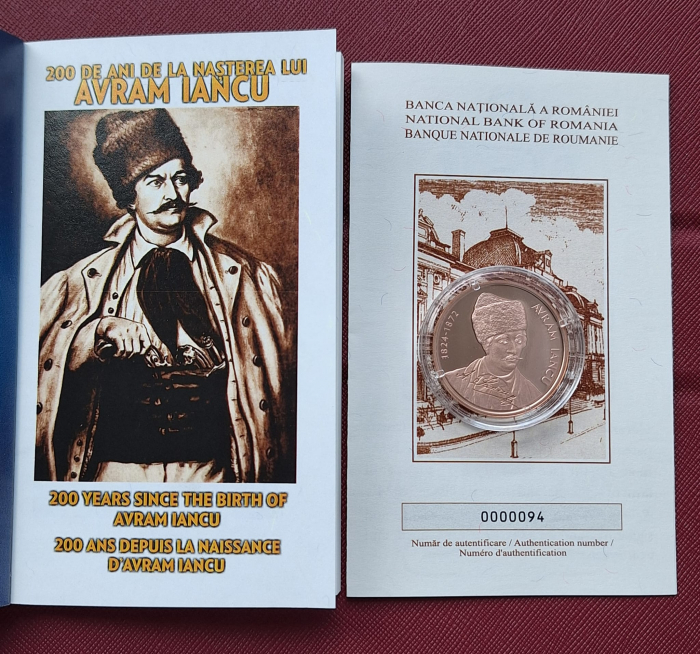 200 DE ANI DE LA NAȘTEREA LUI
AVRAM IANCU
200 YEARS SINCE THE BIRTH OF
AVRAM IANCU
200 ANS DEPUIS LA NAISSANCE
D'AVRAM IANCU
BANCA NAȚIONALĂ A ROMÂNIEI
NATIONAL BANK OF ROMANIA
BANQUE NATIONALE DE ROUMANIE
1824-1872
AVRAM IANCU
0000094
Număr de autentificare / Authentication number /
Numéro d'authentification